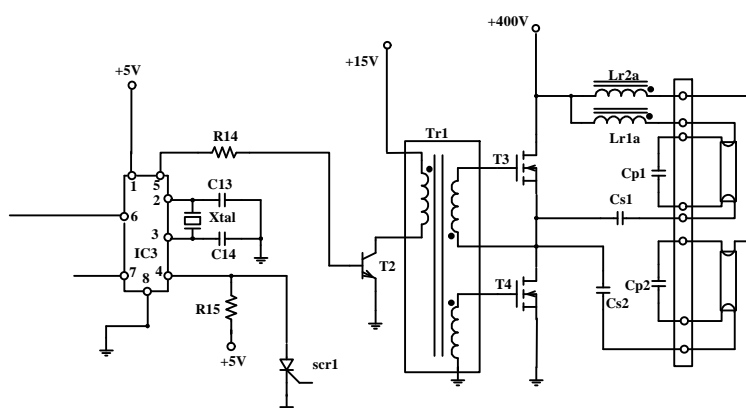 +400V
+15V
+5V
Lr2a
Lr1a
R14
Tr1
T3
1
5
2
C13
Cp1
Xtal
Cs1
6
3
IC3
C14
T2
7
8
4
T4
Cp2
Cs2
R15
+5V
scr1